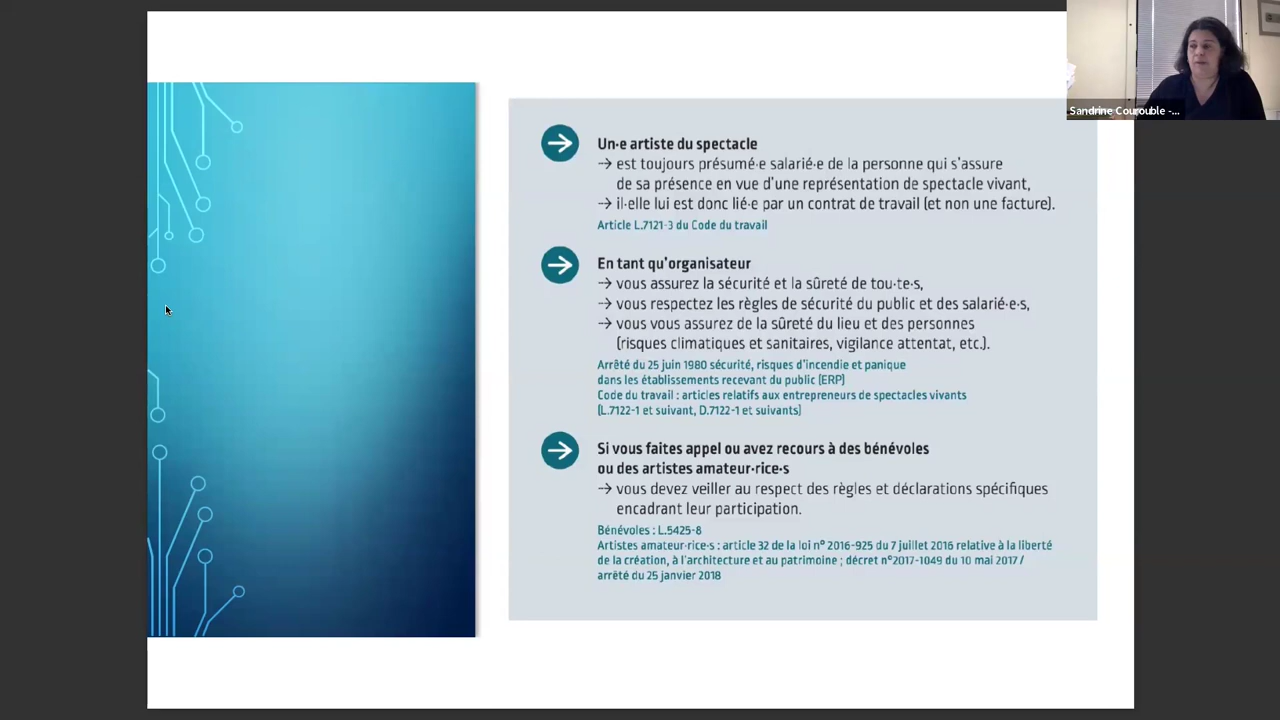 Sandrine Courouble -...
Un·e artiste du spectacle
→ est toujours présumé·e salarié·e de la personne qui s'assure
de sa présence en vue d'une représentation de spectacle vivant,
→ il·elle lui est donc lié·e par un contrat de travail (et non une facture).
Article L.7121-3 du Code du travail
En tant qu'organisateur
→ vous assurez la sécurité et la sûreté de tou·te·s,
→ vous respectez les règles de sécurité du public et des salarié·e·s,
→ vous vous assurez de la sûreté du lieu et des personnes
(risques climatiques et sanitaires, vigilance attentat, etc.).
Arrêté du 25 juin 1980 sécurité, risques d'incendie et panique
dans les établissements recevant du public (ERP)
Code du travail : articles relatifs aux entrepreneurs de spectacles vivants
(L.7122-1 et suivant, D.7122-1 et suivants)
Si vous faites appel ou avez recours à des bénévoles
ou des artistes amateur·rice·s
→ vous devez veiller au respect des règles et déclarations spécifiques
encadrant leur participation.
Bénévoles : L.5425-8
Artistes amateur·rice·s : article 32 de la loi n° 2016-925 du 7 juillet 2016 relative à la liberté
de la création, à l'architecture et au patrimoine ; décret n°2017-1049 du 10 mai 2017 /
arrêté du 25 janvier 2018